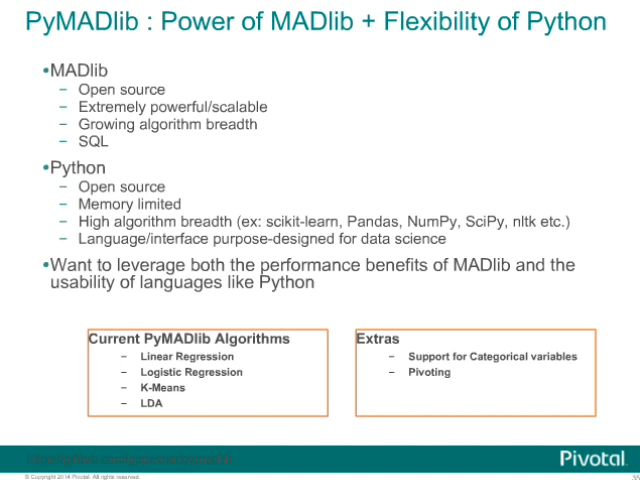 PyMADlib : Power of MADlib + Flexibility of Python
•MADlib
– Open source
– Extremely powerful/scalable
– Growing algorithm breadth
– SQL
•Python
– Open source
– Memory limited
– High algorithm breadth (ex: scikit-learn, Pandas, NumPy, SciPy, nltk etc.)
– Language/interface purpose-designed for data science
•Want to leverage both the performance benefits of MADlib and the
usability of languages like Python
Current PyMADlib Algorithms
– Linear Regression
– Logistic Regression
– K-Means
– LDA
Extras
– Support for Categorical variables
– Pivoting
Pivotal
© Copyright 2014 Pivotal. All rights reserved.